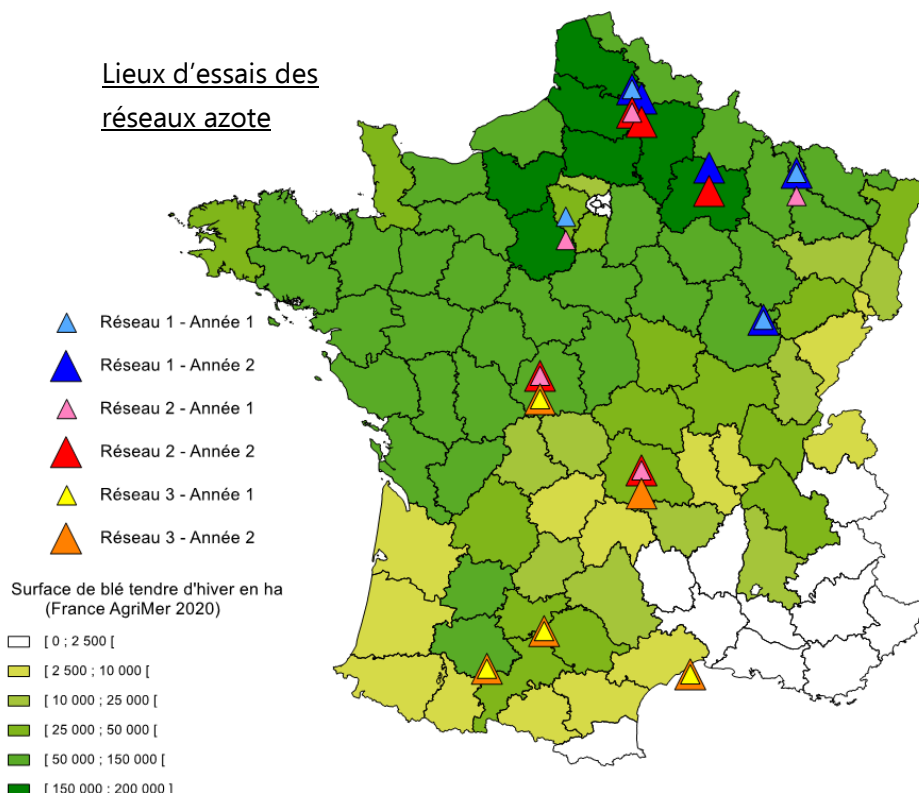 Lieux d'essais des
réseaux azote
Réseau 1 - Année 1
Réseau 1 - Année 2
Réseau 2 - Année 1
Réseau 2 - Année 2
Réseau 3 - Année 1
Réseau 3 - Année 2
Surface de blé tendre d'hiver en ha
(France AgriMer 2020)
[ 0 ; 2 500 [
[ 2 500 ; 10 000 [
[ 10 000 ; 25 000 [
[ 25 000 ; 50 000 [
[ 50 000 ; 150 000 [
[ 150 000 ; 200 000 ]